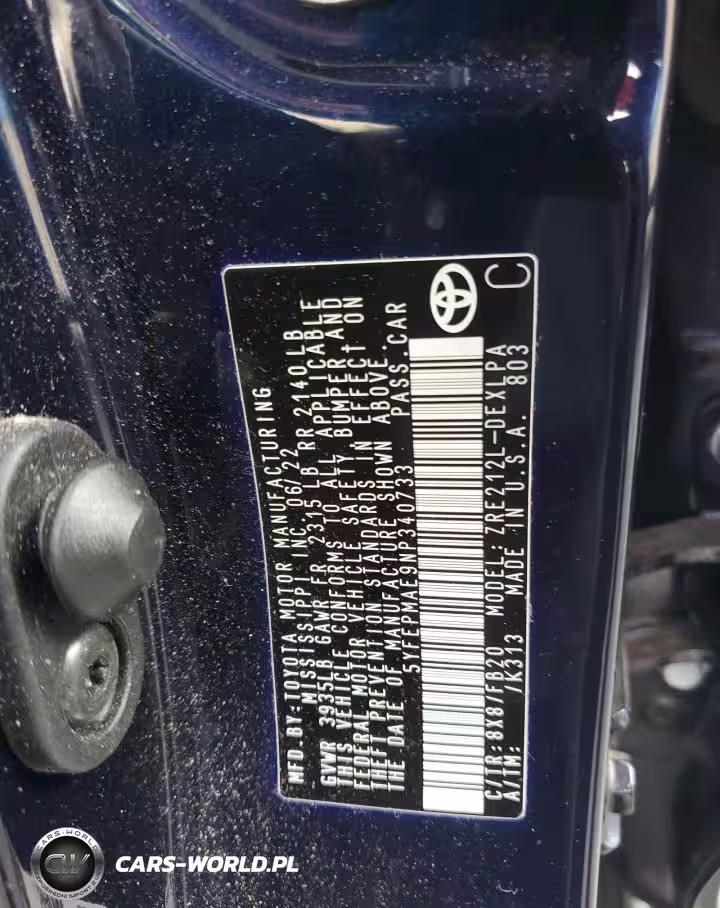 MFD.BY:TOYOTA MOTOR MANUFACTURING
MISSISSIPPI INC. 06/22
GVWR 3935LB GAWR FR 2315 LB RR 2140 LB
THIS VEHICLE CONFORMS TO ALL APPLICABLE
FEDERAL MOTOR VEHICLE SAFETY BUMPER AND
THEFT PREVENTION STANDARDS IN EFFECT ON
THE DATE OF MANUFACTURE SHOWN ABOVE.
5YFEPMAE9NP340733 PASS.CAR
C/TR:8X8/FB20 MODEL:ZRE212L-DEXLPA
A/TM: /K313 MADE IN U.S.A. 803
C
CARS-WORLD
CW
CARS-WORLD.PL